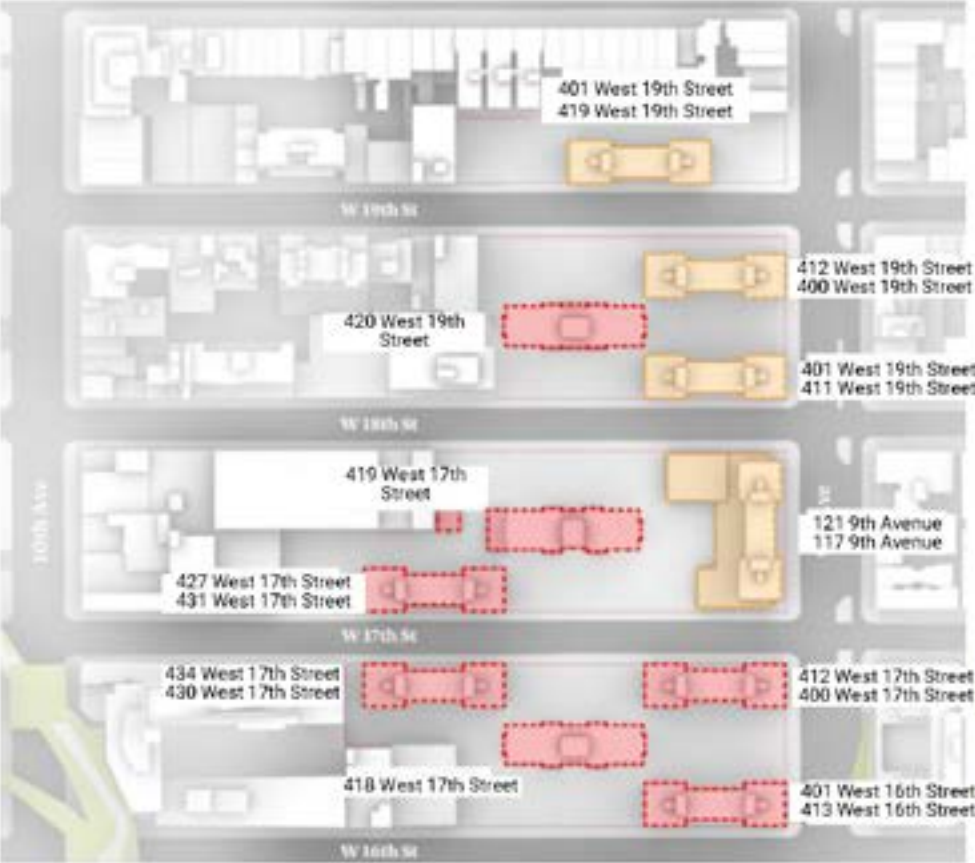 401 West 19th Street
419 West 19th Street
W 19th St
412 West 19th Street
400 West 19th Street
420 West 19th
Street
401 West 19th Street
411 West 19th Street
W 18th St
419 West 17th
Street
10th Ave
121 9th Avenue
117 9th Avenue
427 West 17th Street
431 West 17th Street
W 17th St
434 West 17th Street
430 West 17th Street
412 West 17th Street
400 West 17th Street
418 West 17th Street
401 West 16th Street
413 West 16th Street
W 16th St